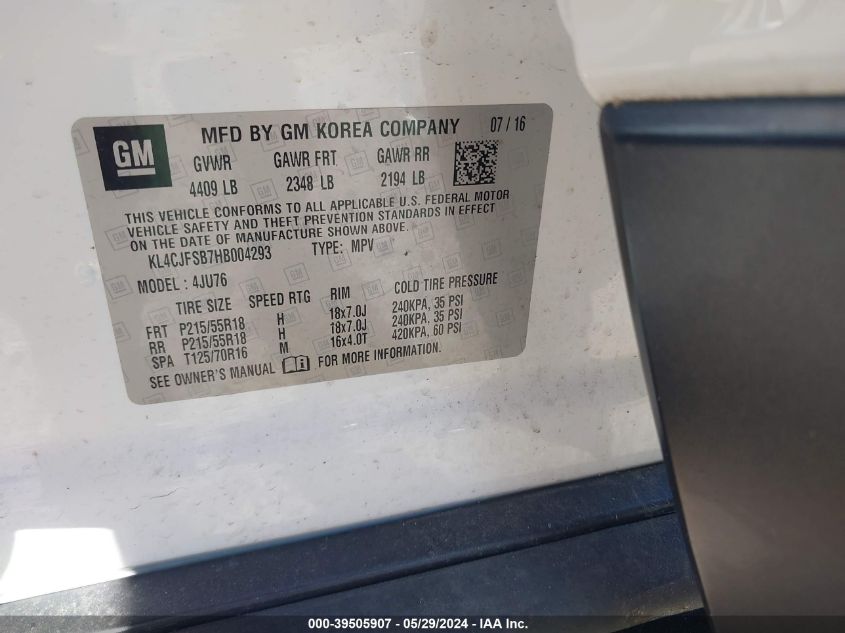 GM
MFD BY GM KOREA COMPANY 07 / 16
GVWR GAWR FRT GAWR RR
4409 LB 2348 LB 2194 LB
THIS VEHICLE CONFORMS TO ALL APPLICABLE U.S. FEDERAL MOTOR
VEHICLE SAFETY AND THEFT PREVENTION STANDARDS IN EFFECT
ON THE DATE OF MANUFACTURE SHOWN ABOVE.
KL4CJFSB7HB004293 TYPE: MPV
MODEL : 4JU76
TIRE SIZE SPEED RTG RIM COLD TIRE PRESSURE
FRT P215/55R18 H 18x7.0J 240KPA, 35 PSI
RR P215/55R18 H 18x7.0J 240KPA, 35 PSI
SPA T125/70R16 M 16x4.0T 420KPA, 60 PSI
SEE OWNER'S MANUAL FOR MORE INFORMATION.
000-39505907 - 05/29/2024 - IAA Inc.